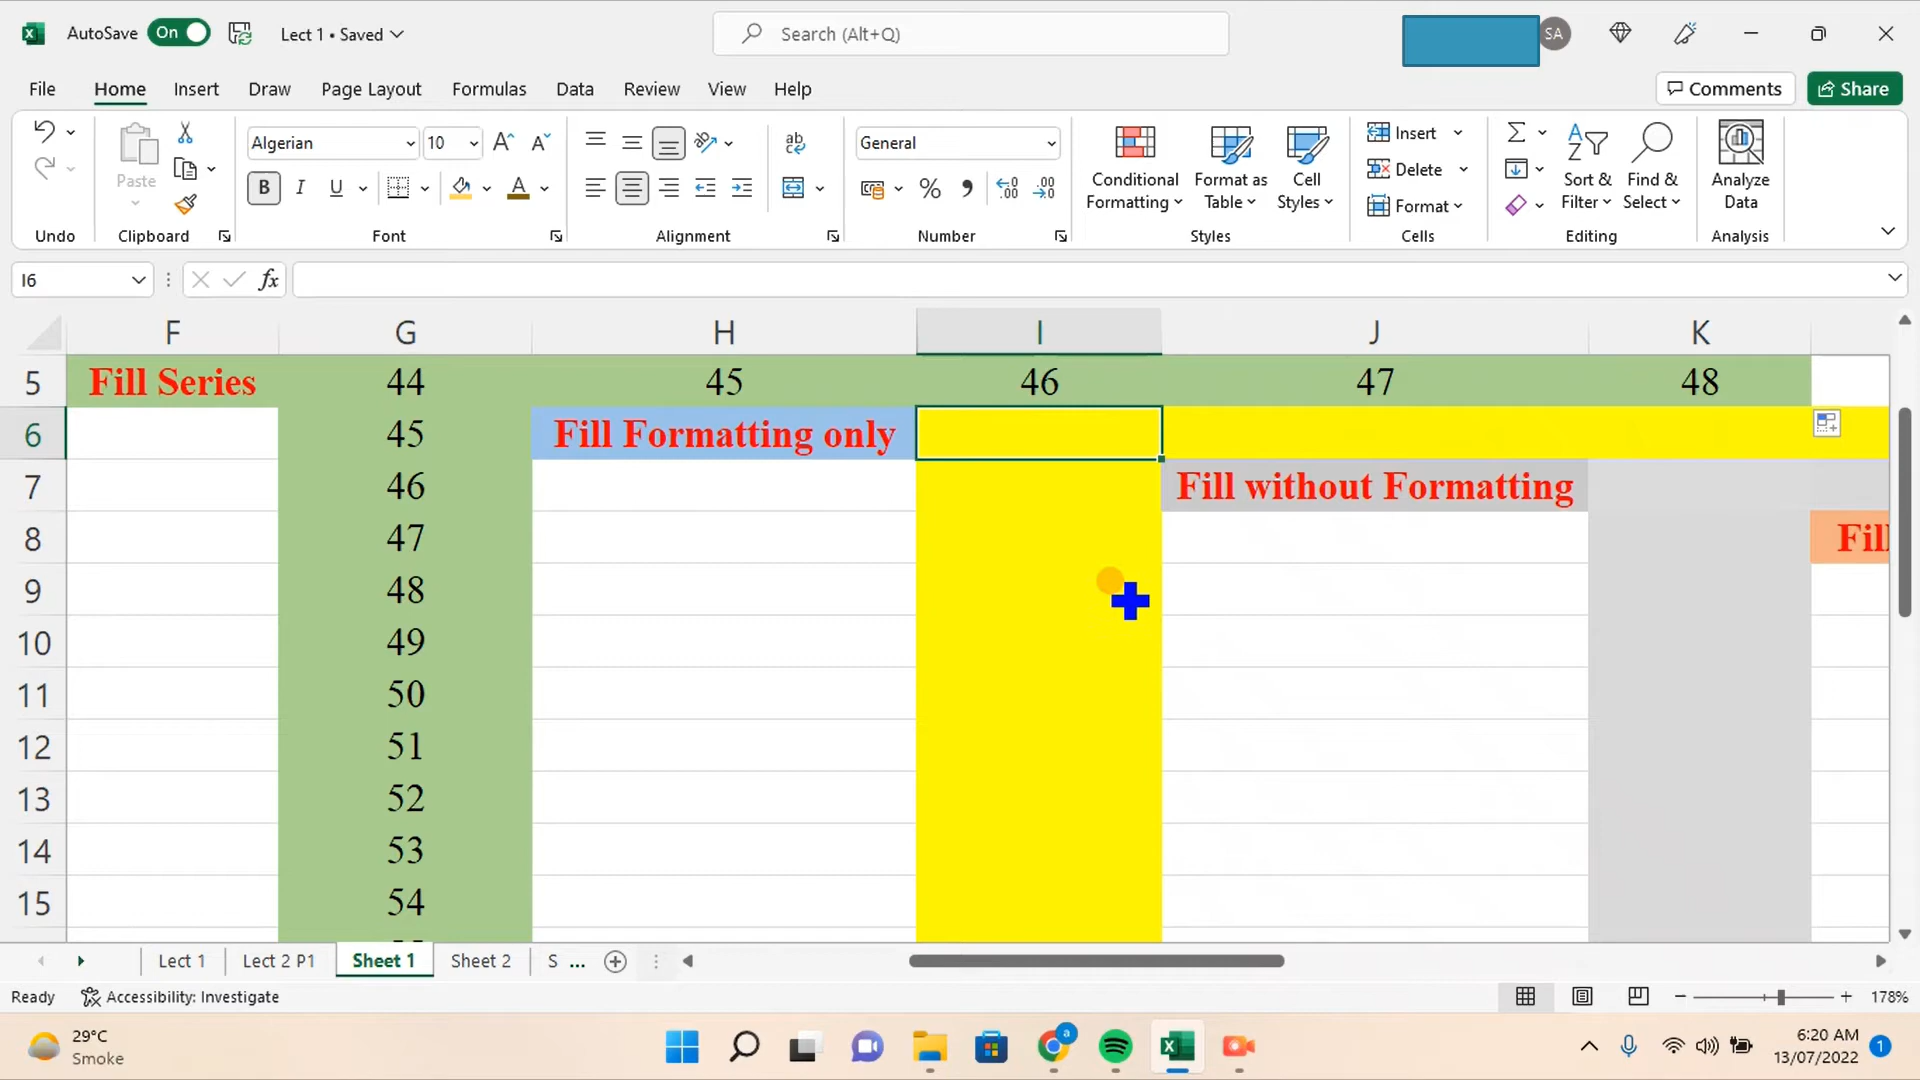 AutoSave On Lect 1 • Saved Search (Alt+Q) SA
File Home Insert Draw Page Layout Formulas Data Review View Help Comments Share
Paste Algerian 10 General Conditional Formatting Format as Table Cell Styles Insert Delete Format Sort & Filter Find & Select Analyze Data
Undo Clipboard Font Alignment Number Styles Cells Editing Analysis
I6 fx
F G H I J K
5 Fill Series 44 45 46 47 48
6 45 Fill Formatting only
7 46 Fill without Formatting
8 47 Fill
9 48
10 49
11 50
12 51
13 52
14 53
15 54
Lect 1 Lect 2 P1 Sheet 1 Sheet 2 S ...
Ready Accessibility: Investigate 178%
29°C 6:20 AM
Smoke 13/07/2022 1